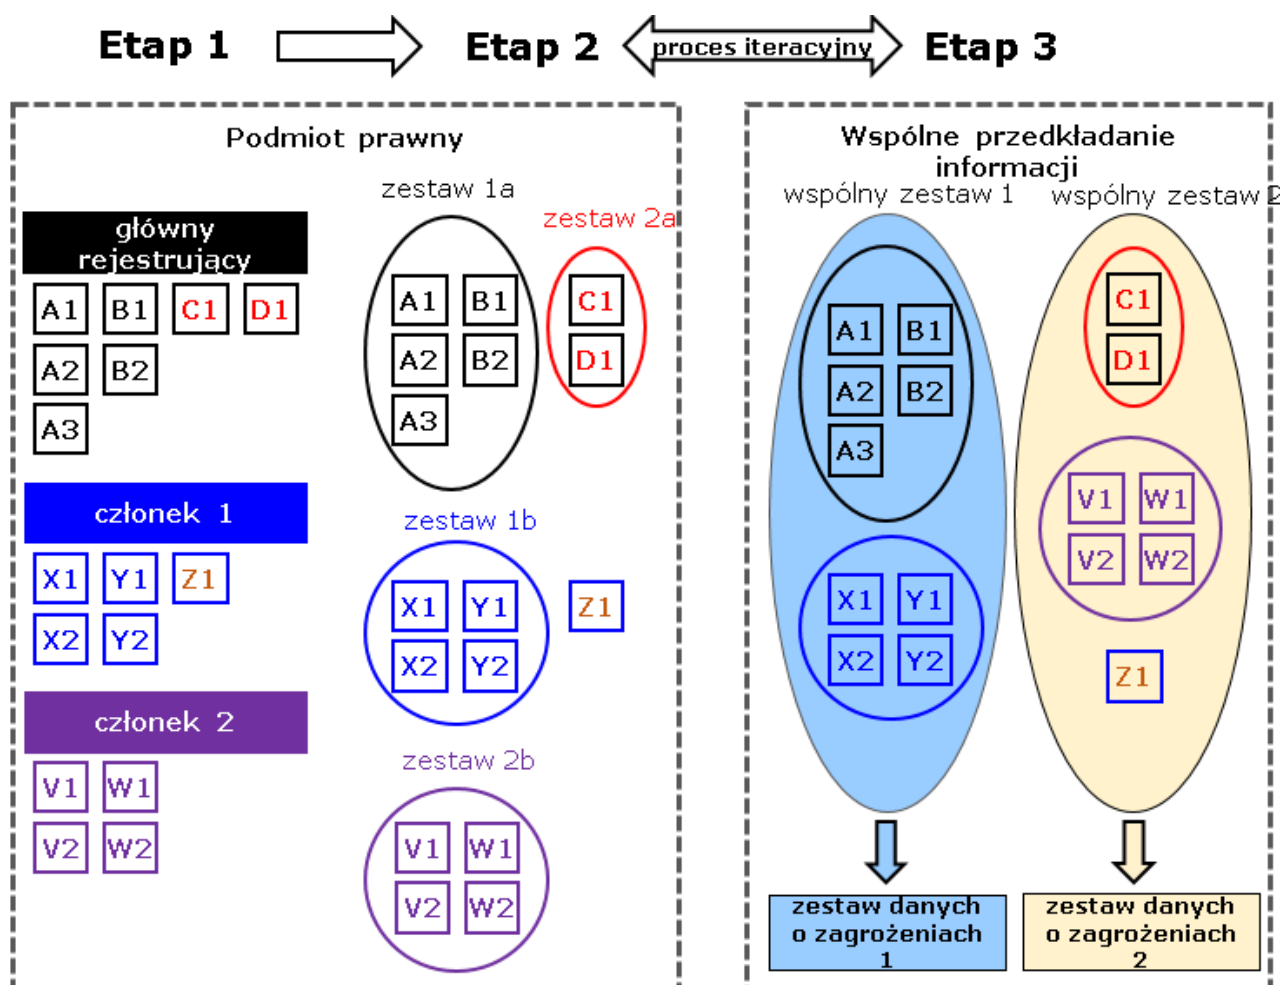 Etap 1
Etap 2
proces iteracyjny
Etap 3
Podmiot prawny
zestaw 1a
zestaw 2a
główny
rejestrujący
A1 B1 C1 D1
A2 B2
A3
A1 B1
A2 B2
A3
C1
D1
członek 1
X1 Y1 Z1
X2 Y2
zestaw 1b
X1 Y1
X2 Y2
Z1
członek 2
V1 W1
V2 W2
zestaw 2b
V1 W1
V2 W2
Wspólne przedkładanie
informacji
wspólny zestaw 1
wspólny zestaw 2
A1 B1
A2 B2
A3
X1 Y1
X2 Y2
C1
D1
V1 W1
V2 W2
Z1
zestaw danych
o zagrożeniach
1
zestaw danych
o zagrożeniach
2